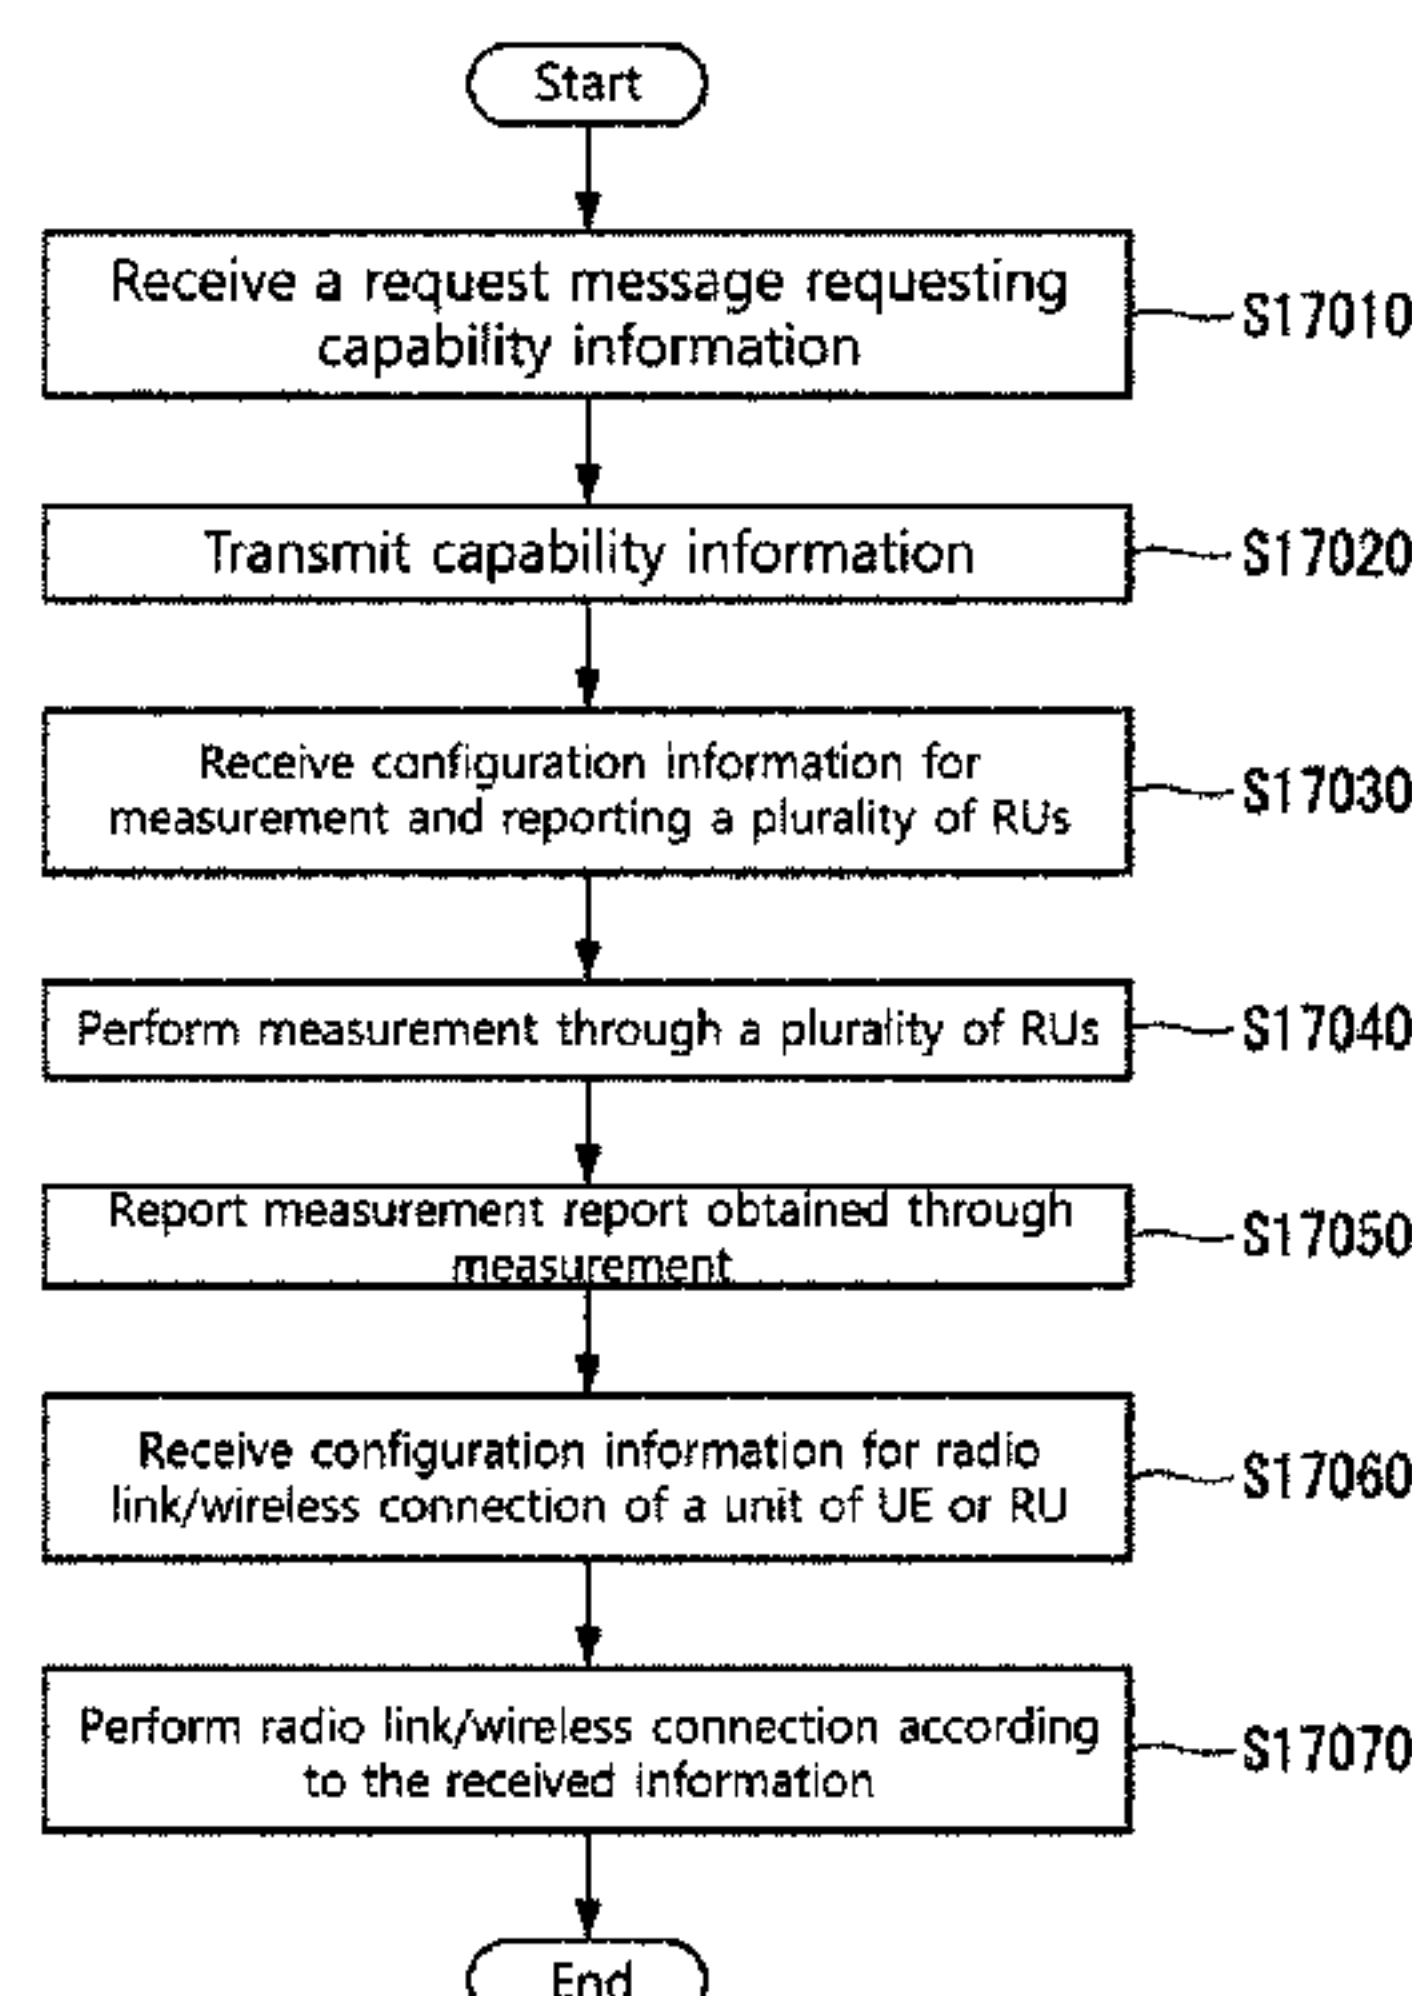 Start
Receive a request message requesting
capability information
S17010
Transmit capability information
S17020
Receive configuration information for
measurement and reporting a plurality of RUs
S17030
Perform measurement through a plurality of RUs
S17040
Report measurement report obtained through
measurement
S17050
Receive configuration information for radio
link/wireless connection of a unit of UE or RU
S17060
Perform radio link/wireless connection according
to the received information
S17070
End